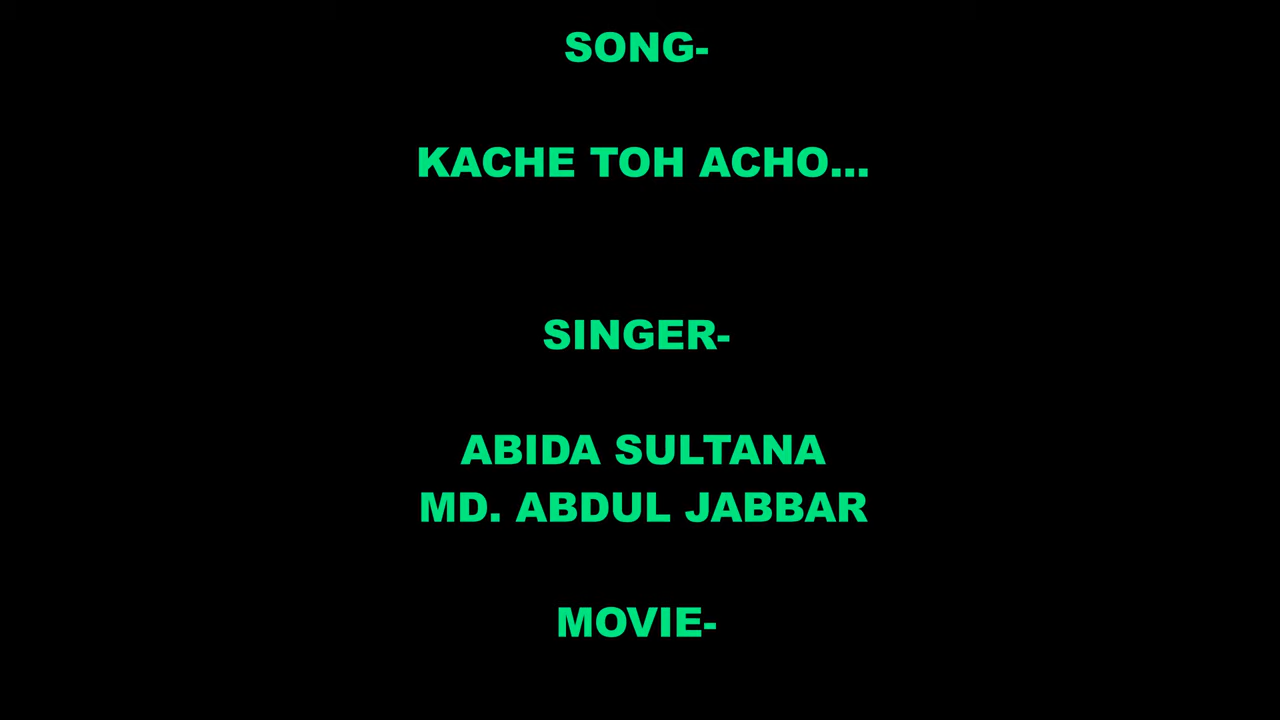 SONG-
KACHE TOH ACHO...
SINGER-
ABIDA SULTANA
MD. ABDUL JABBAR
MOVIE-